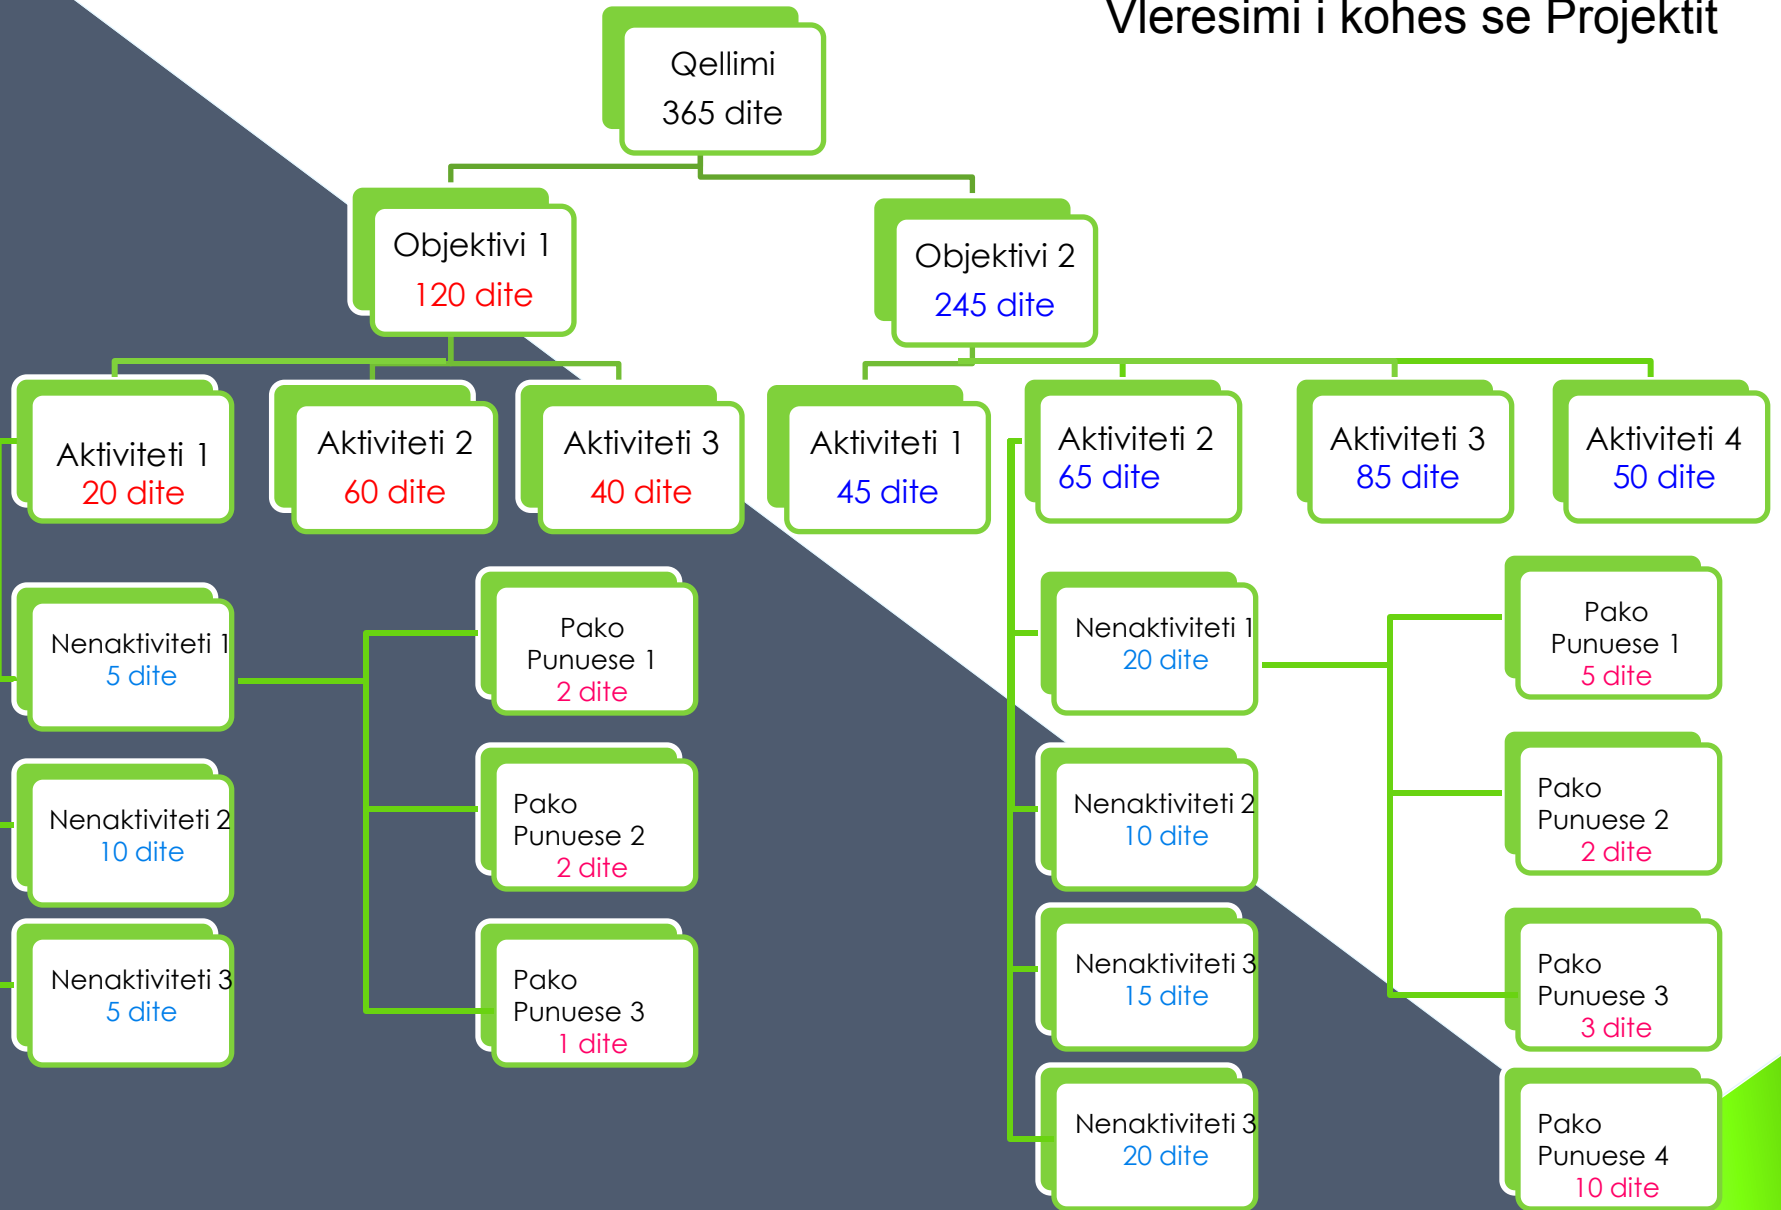 Vleresimi i kohes se Projektit
Qellimi
365 dite
Objektivi 1
120 dite
Objektivi 2
245 dite
Aktiviteti 1
20 dite
Aktiviteti 2
60 dite
Aktiviteti 3
40 dite
Aktiviteti 1
45 dite
Aktiviteti 2
65 dite
Aktiviteti 3
85 dite
Aktiviteti 4
50 dite
Nenaktiviteti 1
5 dite
Nenaktiviteti 2
10 dite
Nenaktiviteti 3
5 dite
Pako
Punuese 1
2 dite
Pako
Punuese 2
2 dite
Pako
Punuese 3
1 dite
Nenaktiviteti 1
20 dite
Nenaktiviteti 2
10 dite
Nenaktiviteti 3
15 dite
Nenaktiviteti 3
20 dite
Pako
Punuese 1
5 dite
Pako
Punuese 2
2 dite
Pako
Punuese 3
3 dite
Pako
Punuese 4
10 dite